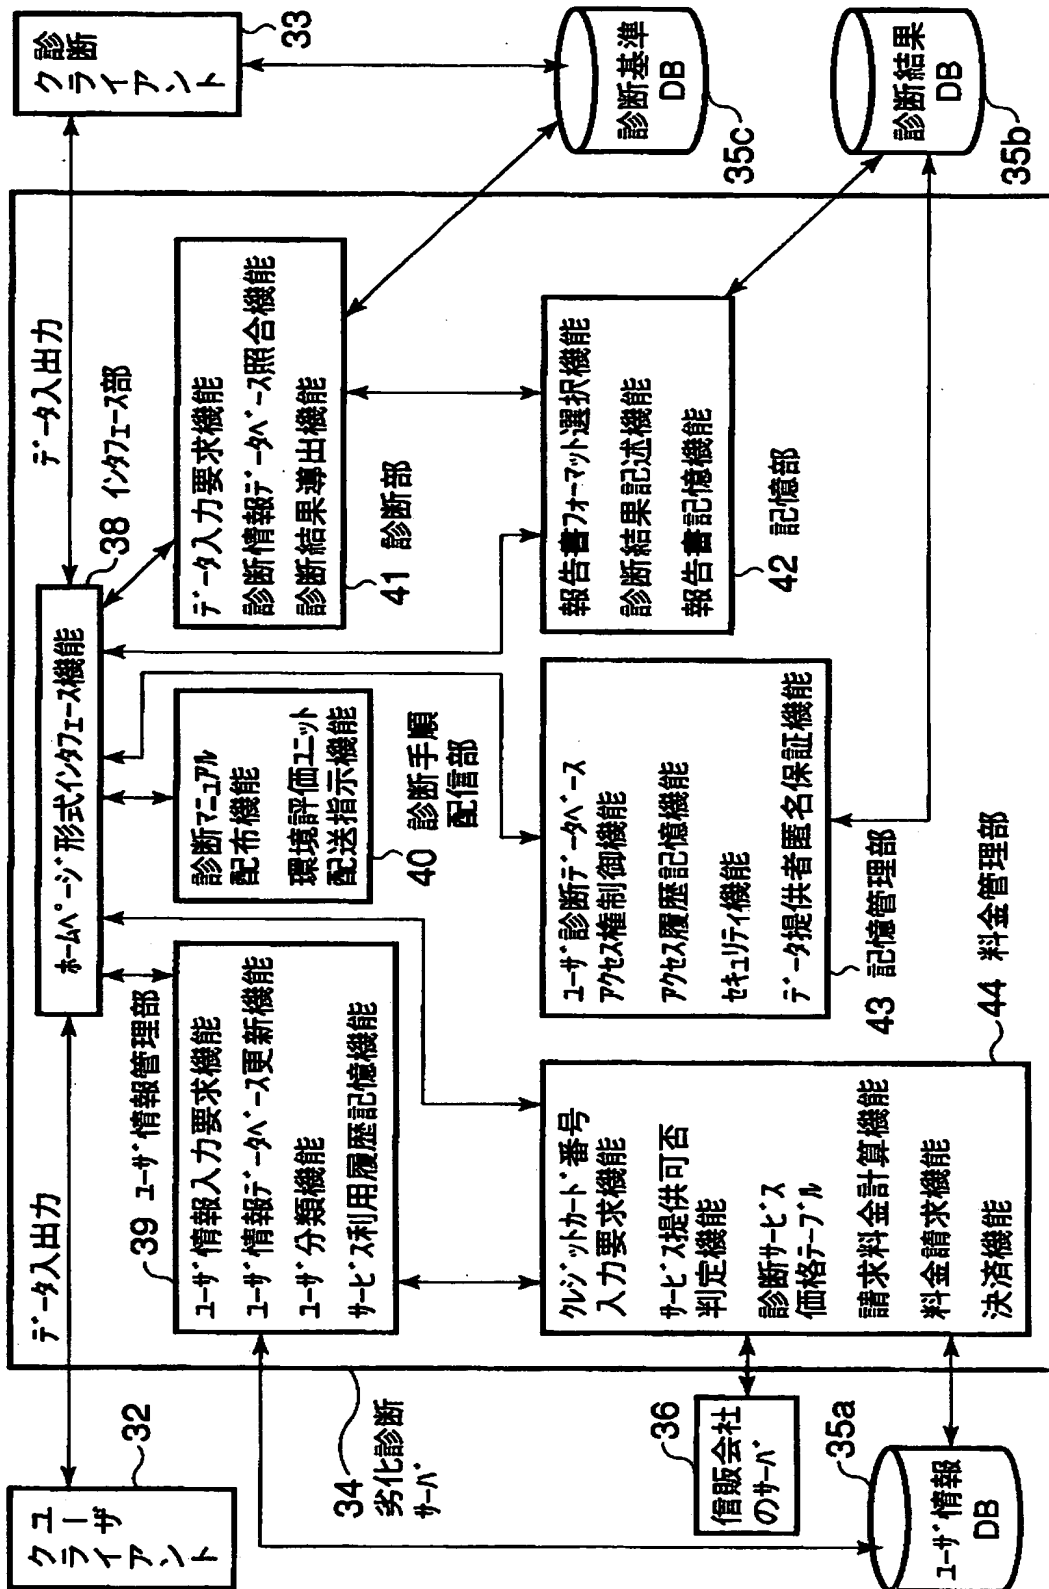 ユーザ
クライアント
32
データ入出力
ホームページ形式インタフェース機能
38 インタフェース部
データ入出力
診断
クライアント
33
34
劣化診断
サーバ
39 ユーザ情報管理部
ユーザ情報入力要求機能
ユーザ情報データベース更新機能
ユーザ分類機能
サービス利用履歴記憶機能
診断マニュアル
配布機能
環境評価ユニット
配送指示機能
40 診断手順
配信部
データ入力要求機能
診断情報データベース照合機能
診断結果導出機能
41 診断部
診断基準
DB
35c
36
信販会社
のサーバ
クレジットカード番号
入力要求機能
サービス提供可否
判定機能
診断サービス
価格テーブル
請求料金計算機能
料金請求機能
決済機能
44 料金管理部
ユーザ診断データベース
アクセス権制御機能
アクセス履歴記憶機能
セキュリティ機能
データ提供者匿名保証機能
43 記憶管理部
報告書フォーマット選択機能
診断結果記述機能
報告書記憶機能
42 記憶部
診断結果
DB
35b
35a
ユーザ情報
DB